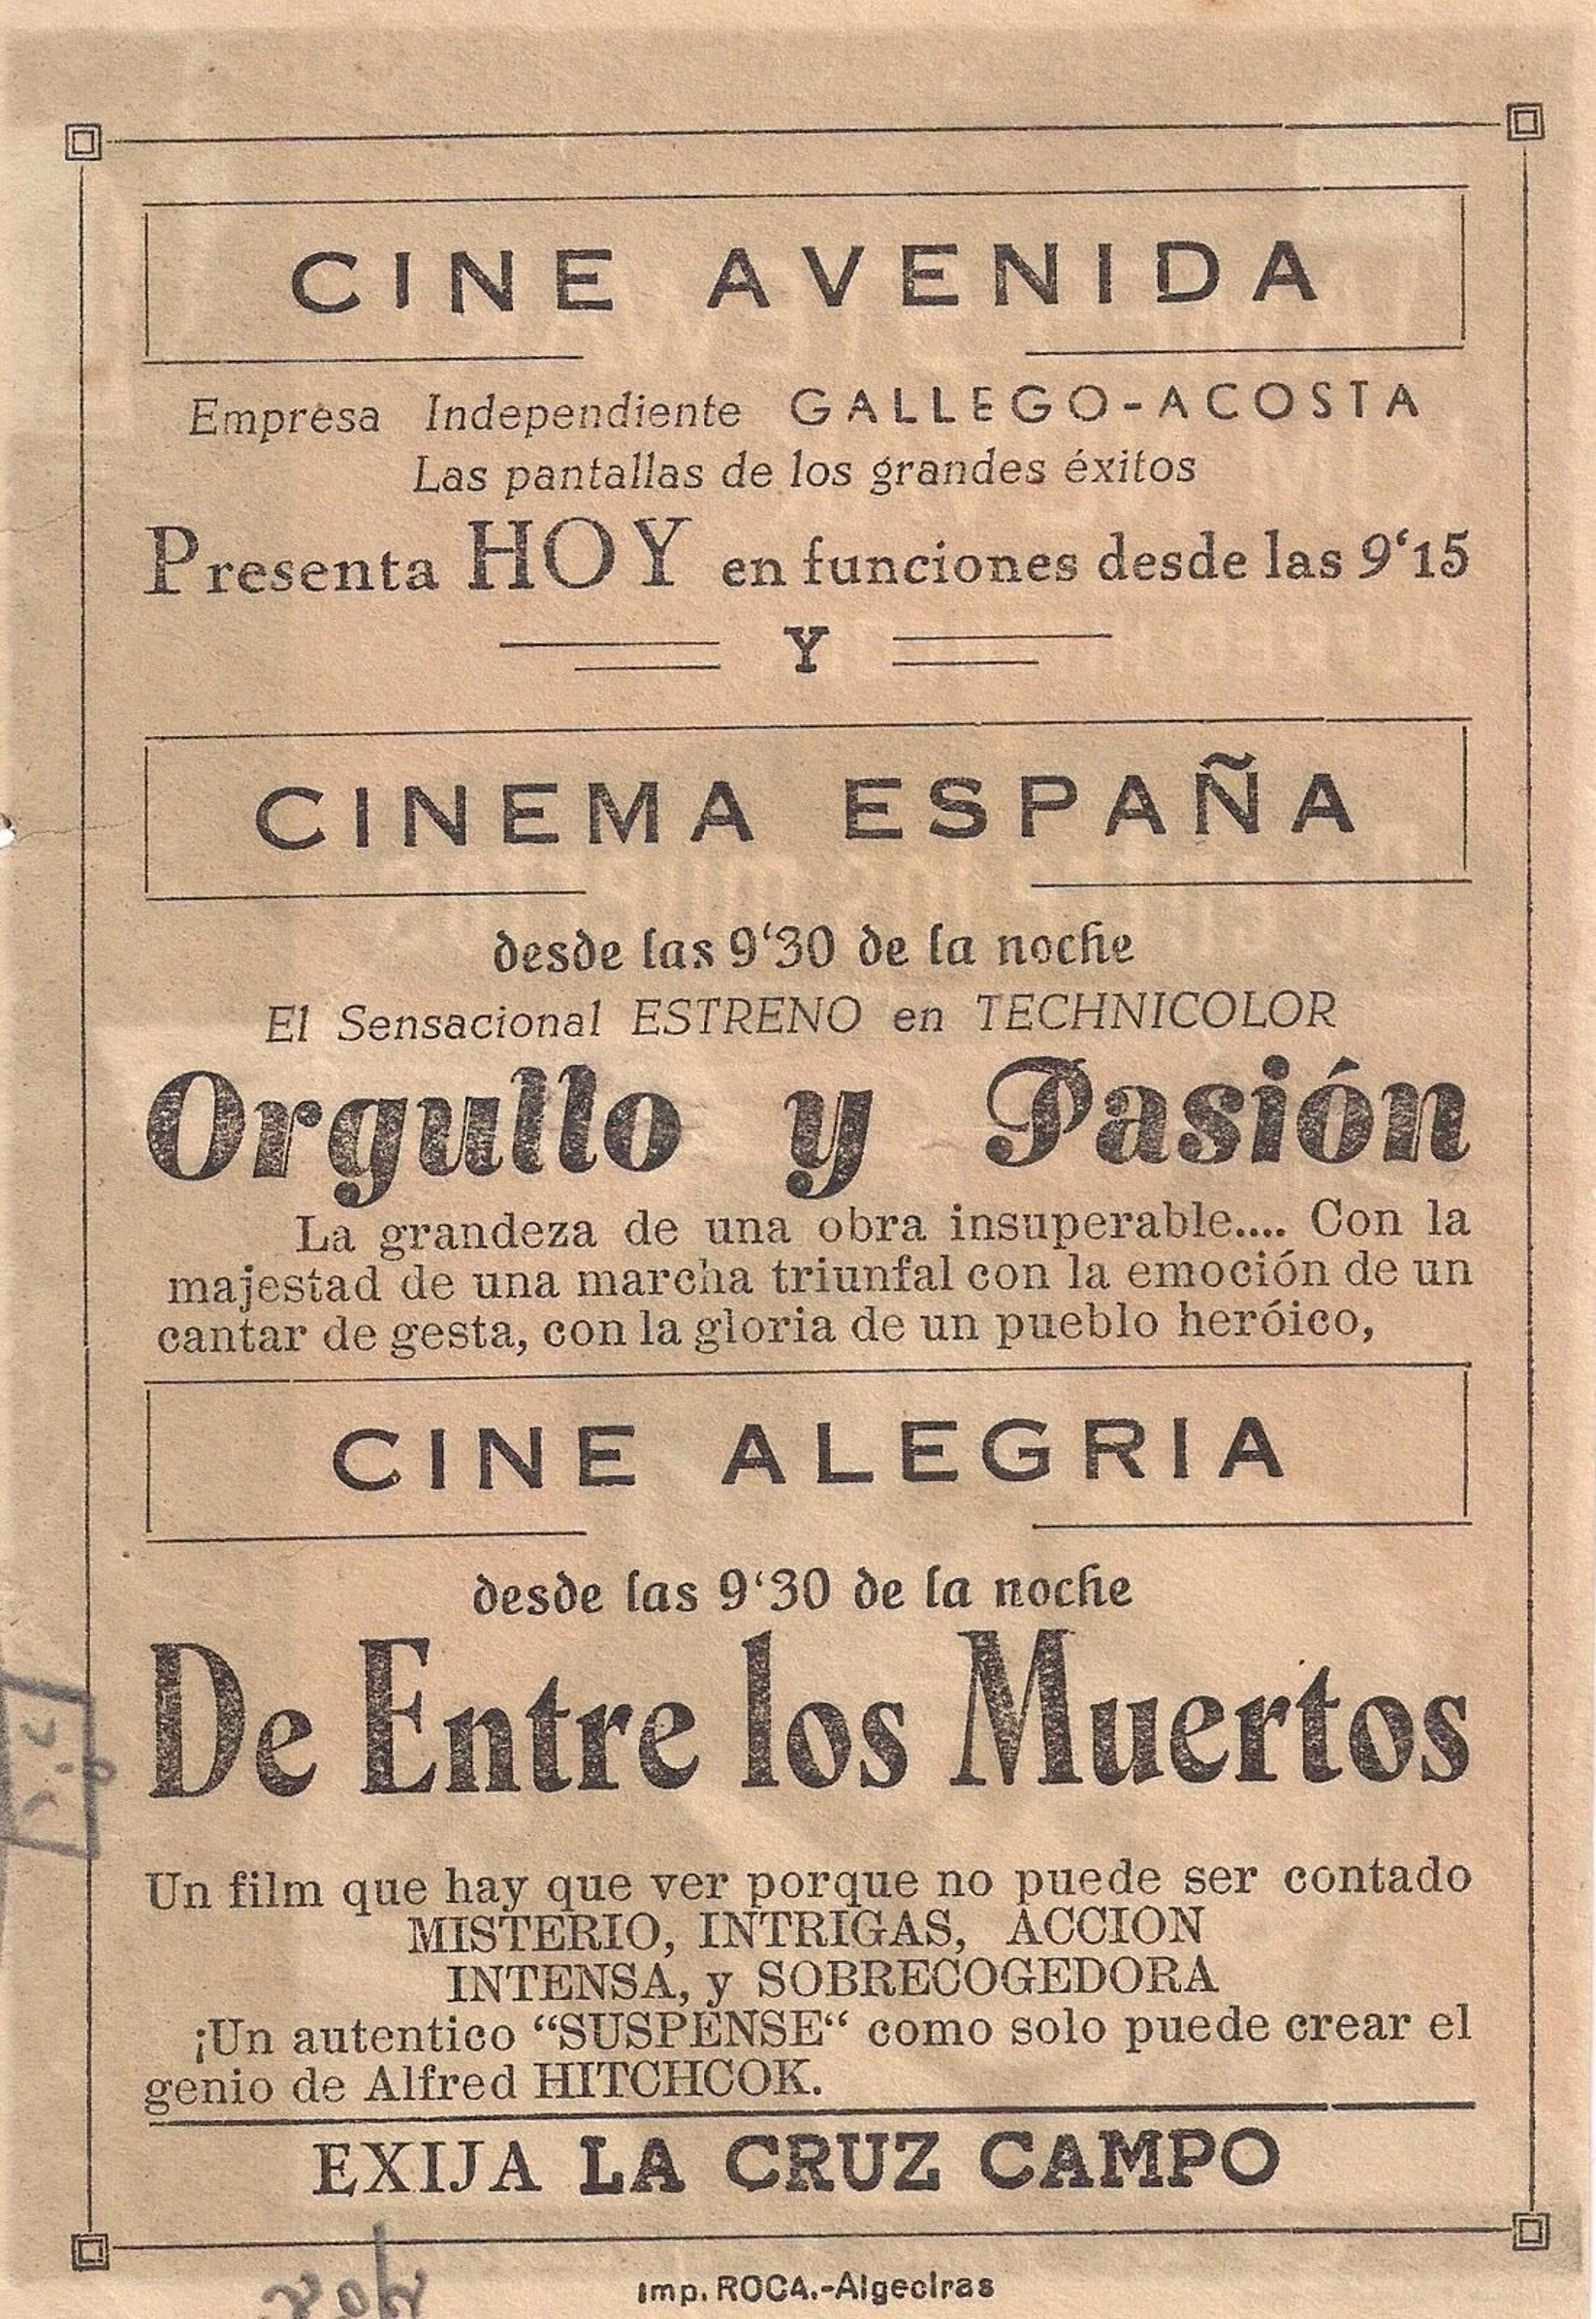 CINE AVENIDA
Empresa Independiente GALLEGO-ACOSTA
Las pantallas de los grandes éxitos
Presenta HOY en funciones desde las 9‘15
Y
CINEMA ESPAÑA
desde las 9‘30 de la noche
El Sensacional ESTRENO en TECHNICOLOR
Orgullo y Pasión
La grandeza de una obra insuperable.... Con la
majestad de una marcha triunfal con la emoción de un
cantar de gesta, con la gloria de un pueblo heróico,
CINE ALEGRIA
desde las 9‘30 de la noche
De Entre los Muertos
Un film que hay que ver porque no puede ser contado
MISTERIO, INTRIGAS, ACCION
INTENSA, y SOBRECOGEDORA
¡Un autentico “SUSPENSE“ como solo puede crear el
genio de Alfred HITCHCOK.
EXIJA LA CRUZ CAMPO
Imp. ROCA.-Algeciras